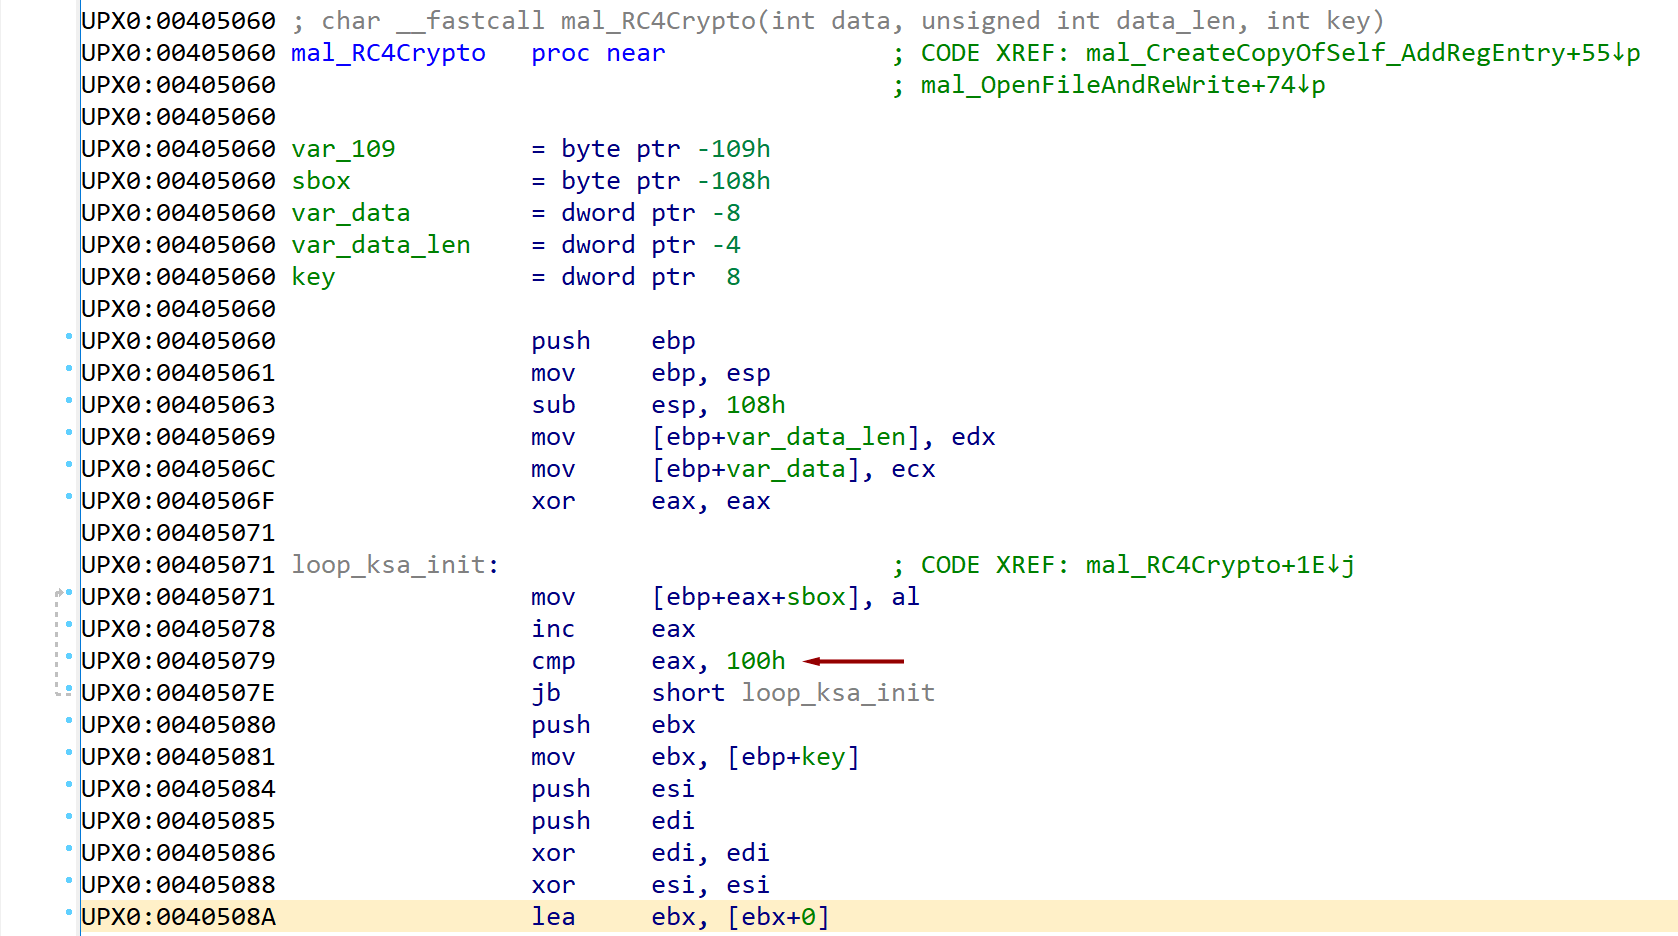 UPX0:00405060 ; char __fastcall mal_RC4Crypto(int data, unsigned int data_len, int key)
UPX0:00405060 mal_RC4Crypto   proc near               ; CODE XREF: mal_CreateCopyOfSelf_AddRegEntry+55↓p
UPX0:00405060                                         ; mal_OpenFileAndReWrite+74↓p
UPX0:00405060
UPX0:00405060 var_109         = byte ptr -109h
UPX0:00405060 sbox            = byte ptr -108h
UPX0:00405060 var_data        = dword ptr -8
UPX0:00405060 var_data_len    = dword ptr -4
UPX0:00405060 key             = dword ptr  8
UPX0:00405060
UPX0:00405060                 push    ebp
UPX0:00405061                 mov     ebp, esp
UPX0:00405063                 sub     esp, 108h
UPX0:00405069                 mov     [ebp+var_data_len], edx
UPX0:0040506C                 mov     [ebp+var_data], ecx
UPX0:0040506F                 xor     eax, eax
UPX0:00405071
UPX0:00405071 loop_ksa_init:                          ; CODE XREF: mal_RC4Crypto+1E↓j
UPX0:00405071                 mov     [ebp+eax+sbox], al
UPX0:00405078                 inc     eax
UPX0:00405079                 cmp     eax, 100h
UPX0:0040507E                 jb      short loop_ksa_init
UPX0:00405080                 push    ebx
UPX0:00405081                 mov     ebx, [ebp+key]
UPX0:00405084                 push    esi
UPX0:00405085                 push    edi
UPX0:00405086                 xor     edi, edi
UPX0:00405088                 xor     esi, esi
UPX0:0040508A                 lea     ebx, [ebx+0]